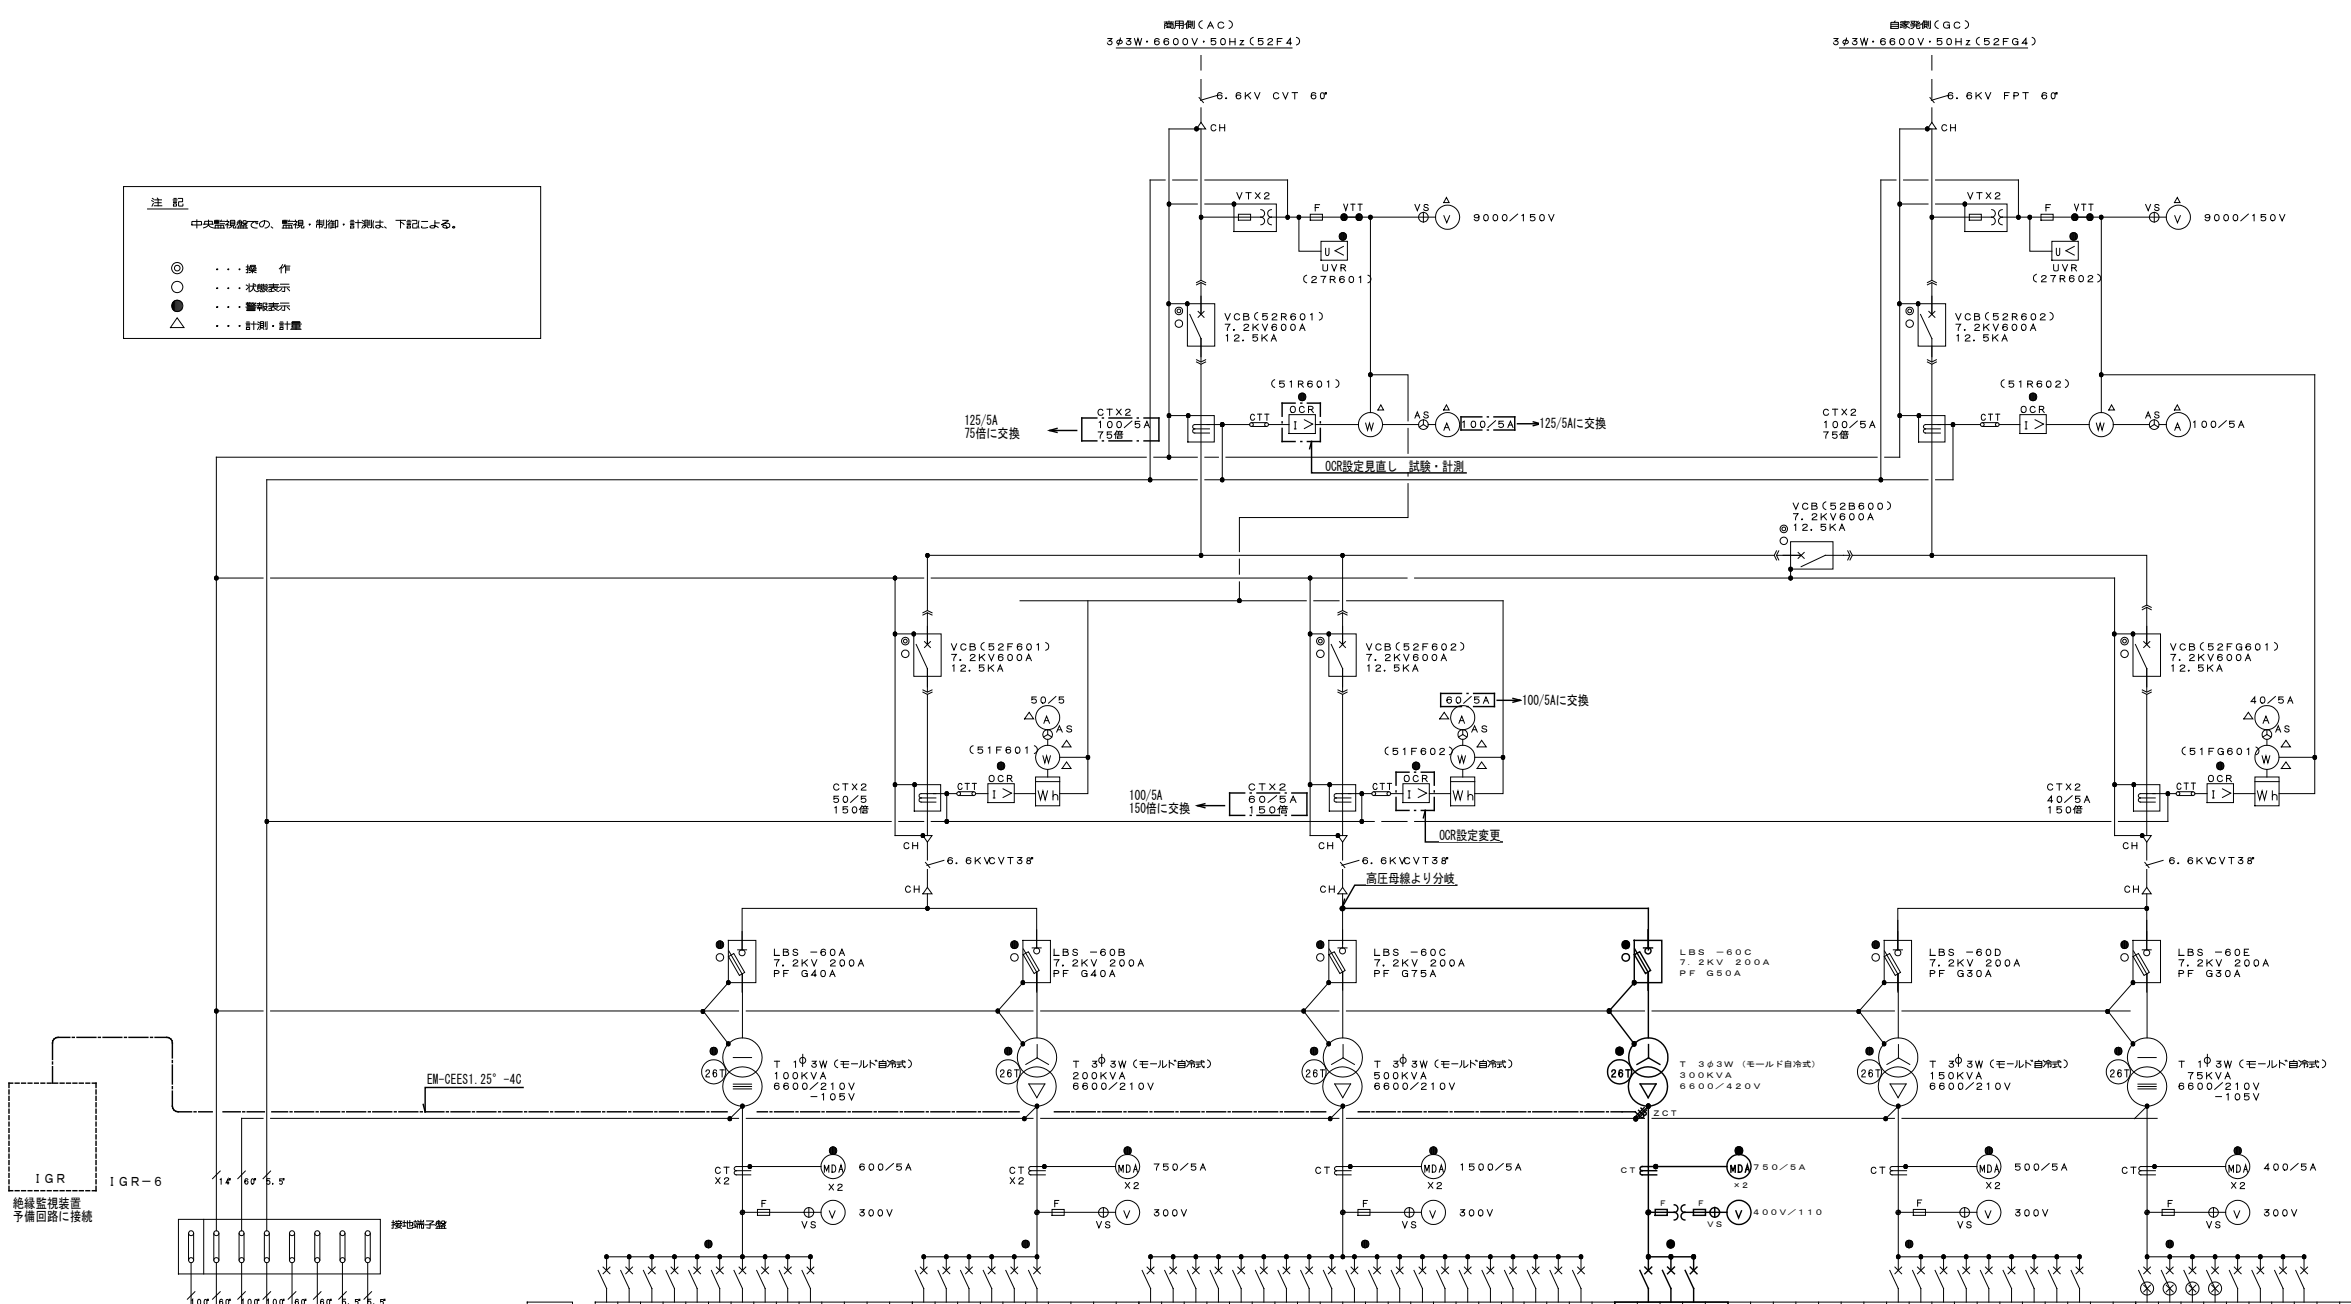 商用側(AC)
3φ3W・6600V・50Hz(52F4)
自家発側(GC)
3φ3W・6600V・50Hz(52FG4)
6.6KV CVT 60°
CH
6.6KV FPT 60°
CH
注 記
中央監視盤での、監視・制御・計測は、下記による。
◎ ・・・操 作
○ ・・・状態表示
● ・・・警報表示
△ ・・・計測・計量
VTX2
F
VTT
VS
V
9000/150V
U<
UVR
(27R601)
VTX2
F
VTT
VS
V
9000/150V
U<
UVR
(27R602)
VCB(52R601)
7.2KV600A
12.5KA
VCB(52R602)
7.2KV600A
12.5KA
125/5A
75倍に交換
CTX2
100/5A
75倍
CTT
(51R601)
OCR
I >
W
AS
A
100/5A
125/5Aに交換
OCR設定見直し 試験・計測
CTX2
100/5A
75倍
CTT
(51R602)
OCR
I >
W
AS
A
100/5A
VCB(52B600)
7.2KV600A
12.5KA
VCB(52F601)
7.2KV600A
12.5KA
VCB(52F602)
7.2KV600A
12.5KA
VCB(52FG601)
7.2KV600A
12.5KA
50/5
A
AS
(51F601)
W
OCR
CTX2
50/5
150倍
CTT
I >
Wh
60/5A
100/5Aに交換
A
AS
(51F602)
W
OCR
100/5A
150倍に交換
CTX2
60/5A
150倍
CTT
I >
Wh
OCR設定変更
40/5A
A
AS
(51FG601)
W
OCR
CTX2
40/5A
150倍
CTT
I >
Wh
CH
6.6KVCVT38°
CH
CH
6.6KVCVT38°
高圧母線より分岐
CH
CH
6.6KVCVT38°
CH
LBS -60A
7.2KV 200A
PF G40A
LBS -60B
7.2KV 200A
PF G40A
LBS -60C
7.2KV 200A
PF G75A
LBS -60C
7.2KV 200A
PF G50A
LBS -60D
7.2KV 200A
PF G30A
LBS -60E
7.2KV 200A
PF G30A
26T
T 1φ3W(モールド自冷式)
100KVA
6600/210V
-105V
26T
T 3φ3W(モールド自冷式)
200KVA
6600/210V
26T
T 3φ3W(モールド自冷式)
500KVA
6600/210V
26T
T 3φ3W (モールド自冷式)
300KVA
6600/420V
26T
T 3φ3W(モールド自冷式)
150KVA
6600/210V
26T
T 1φ3W(モールド自冷式)
75KVA
6600/210V
-105V
EM-CEES1.25°-4C
ZCT
IGR
IGR-6
絶縁監視装置
予備回路に接続
14°
60°
5.5°
接地端子盤
100°
60°
100°
100°
60°
60°
5.5°
5.5°
CT
X2
MDA
X2
600/5A
F
VS
V
300V
CT
X2
MDA
X2
750/5A
F
VS
V
300V
CT
MDA
X2
1500/5A
F
VS
V
300V
CT
MDA
X2
750/5A
F
F
VS
V
400V/110
CT
MDA
X2
500/5A
F
VS
V
300V
CT
MDA
X2
400/5A
F
VS
V
300V